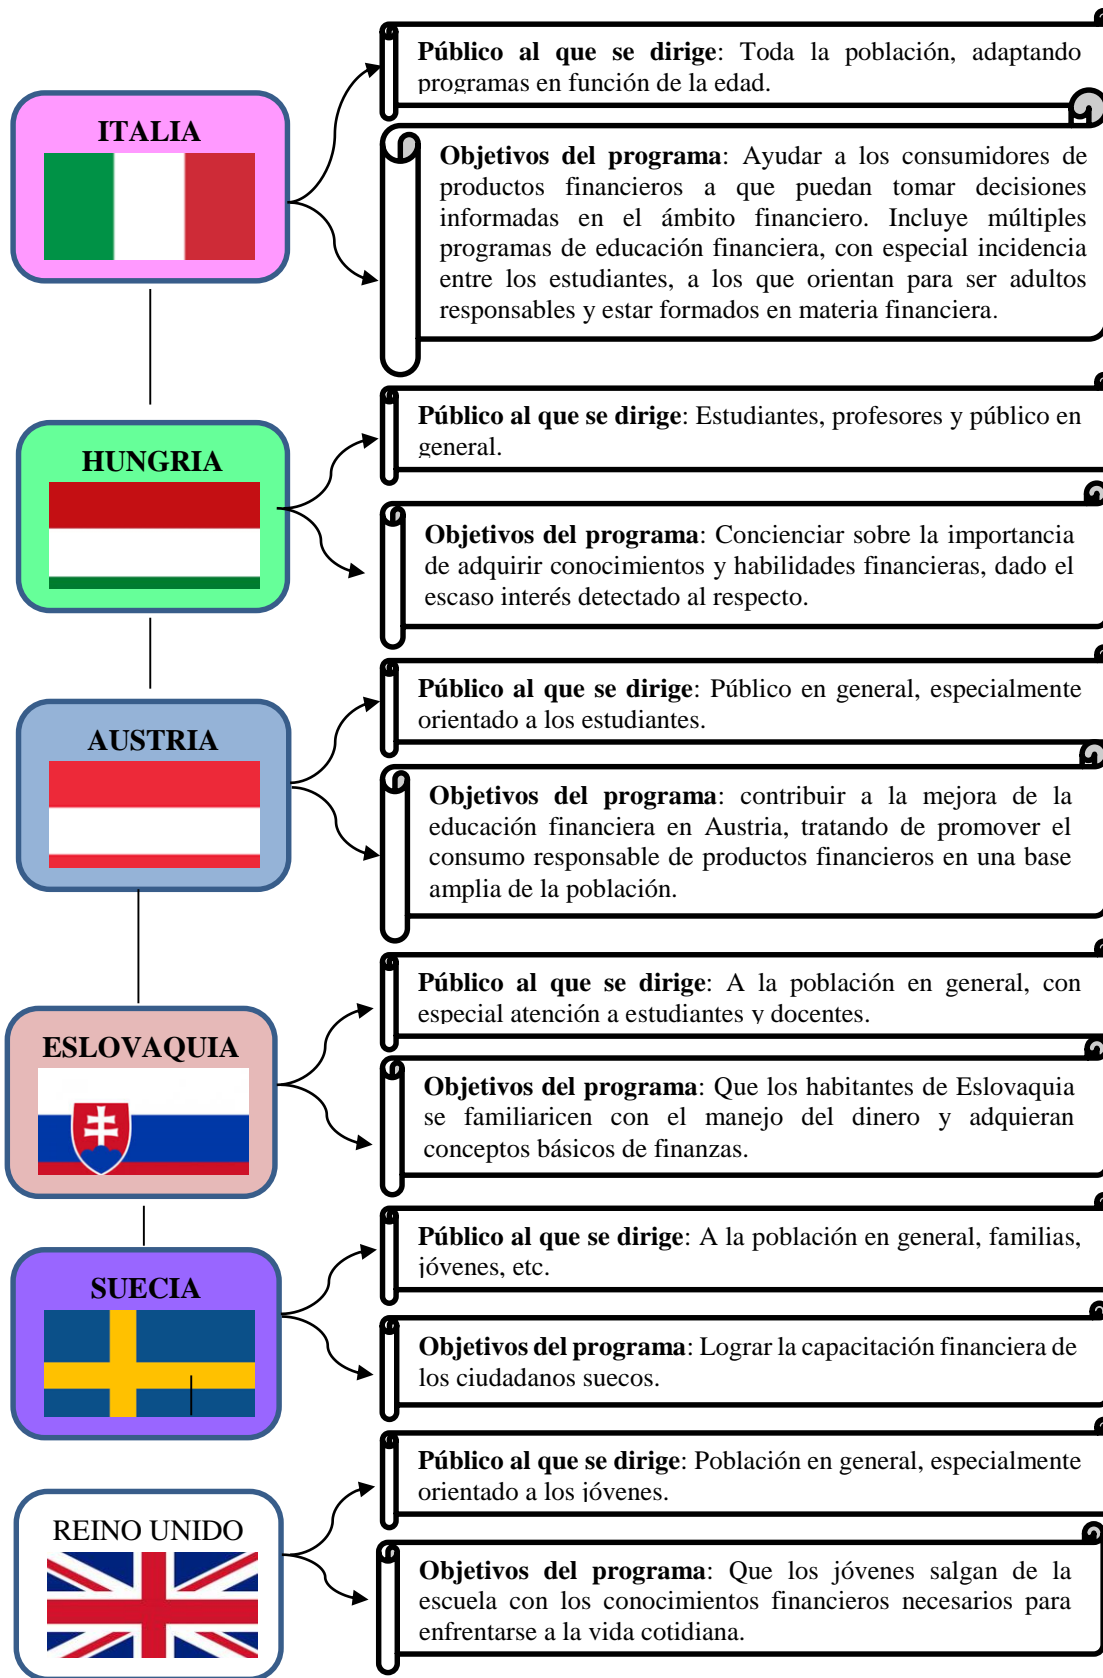 Público al que se dirige: Toda la población, adaptando
programas en función de la edad.
ITALIA
Objetivos del programa: Ayudar a los consumidores de
productos financieros a que puedan tomar decisiones
informadas en el ámbito financiero. Incluye múltiples
programas de educación financiera, con especial incidencia
entre los estudiantes, a los que orientan para ser adultos
responsables y estar formados en materia financiera.
Público al que se dirige: Estudiantes, profesores y público en
general.
HUNGRIA
Objetivos del programa: Concienciar sobre la importancia
de adquirir conocimientos y habilidades financieras, dado el
escaso interés detectado al respecto.
Público al que se dirige: Público en general, especialmente
orientado a los estudiantes.
AUSTRIA
Objetivos del programa: contribuir a la mejora de la
educación financiera en Austria, tratando de promover el
consumo responsable de productos financieros en una base
amplia de la población.
Público al que se dirige: A la población en general, con
especial atención a estudiantes y docentes.
ESLOVAQUIA
Objetivos del programa: Que los habitantes de Eslovaquia
se familiaricen con el manejo del dinero y adquieran
conceptos básicos de finanzas.
Público al que se dirige: A la población en general, familias,
jóvenes, etc.
SUECIA
Objetivos del programa: Lograr la capacitación financiera de
los ciudadanos suecos.
Público al que se dirige: Población en general, especialmente
orientado a los jóvenes.
REINO UNIDO
Objetivos del programa: Que los jóvenes salgan de la
escuela con los conocimientos financieros necesarios para
enfrentarse a la vida cotidiana.